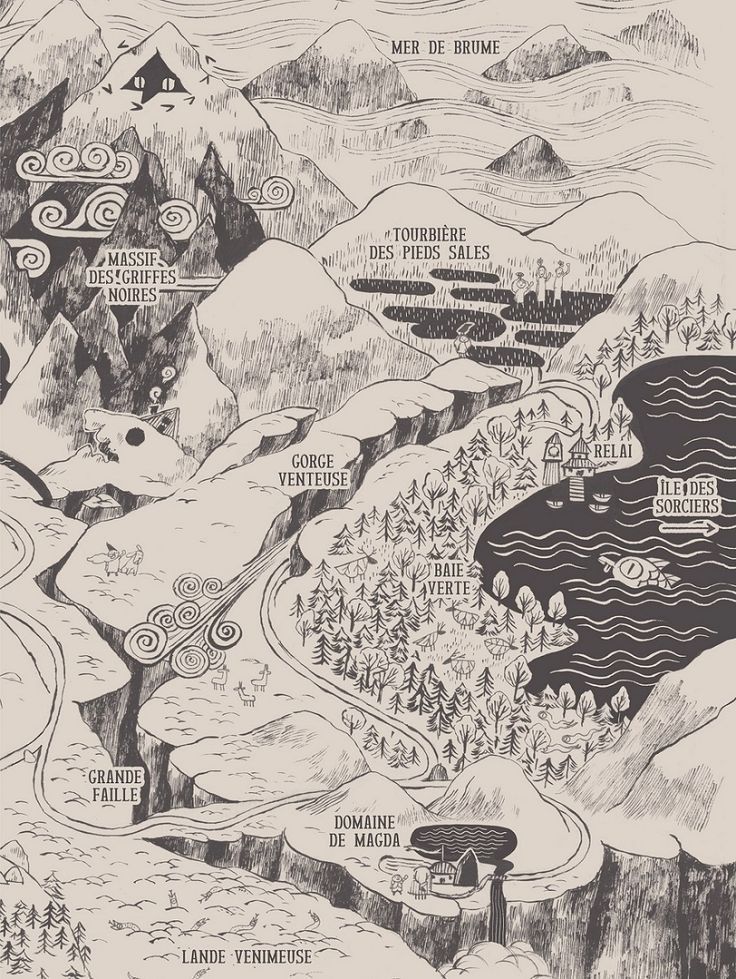 MER DE BRUME
TOURBIÈRE
DES PIEDS SALES
MASSIF
DES GRIFFES
NOIRES
GORGE
VENTEUSE
RELAI
ÎLE DES
SORCIERS
BAIE
VERTE
GRANDE
FAILLE
DOMAINE
DE MAGDA
LANDE VENIMEUSE